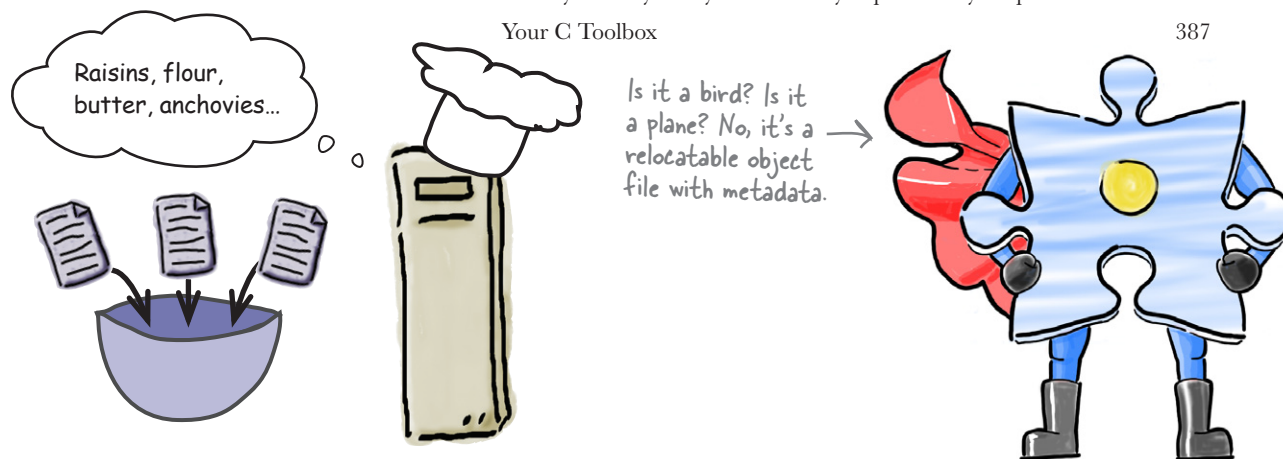 Your C Toolbox 387
Raisins, flour,
butter, anchovies...
Is it a bird? Is it
a plane? No, it's a
relocatable object
file with metadata.